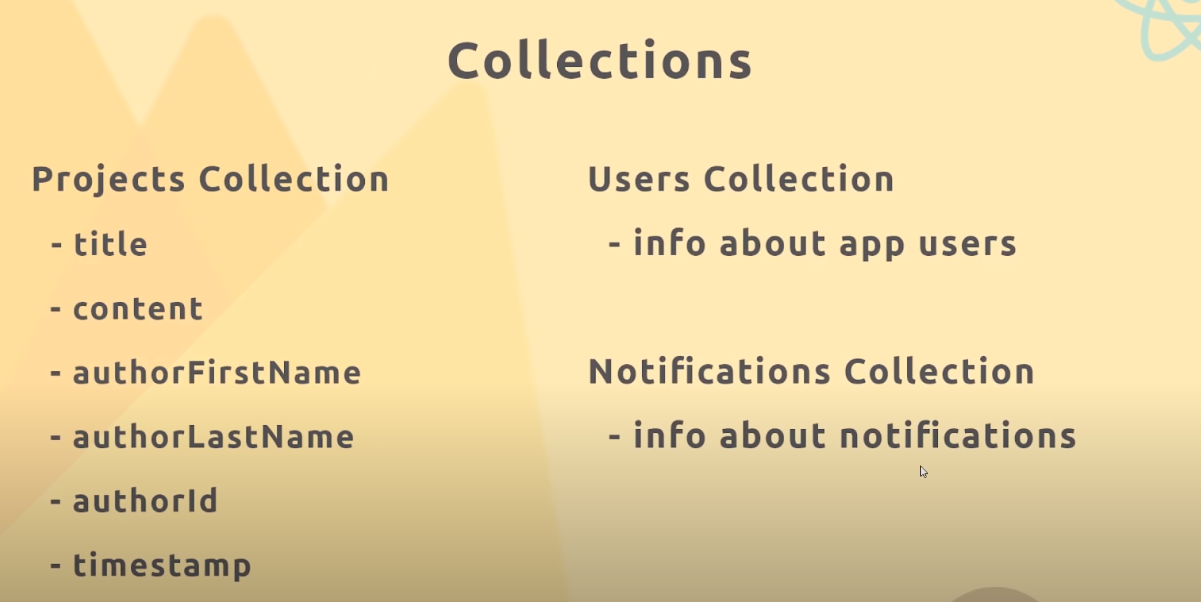 Collections
Projects Collection
- title
- content
- authorFirstName
- authorLastName
- authorId
- timestamp
Users Collection
- info about app users
Notifications Collection
- info about notifications